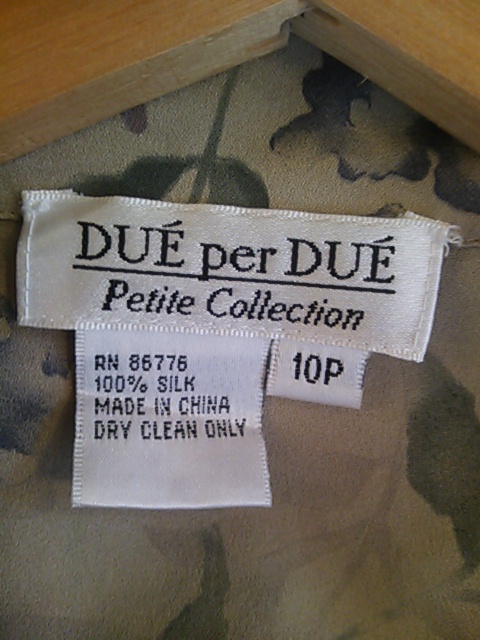 DUÉ per DUÉ
Petite Collection
RN 86776
100% SILK
MADE IN CHINA
DRY CLEAN ONLY
10P